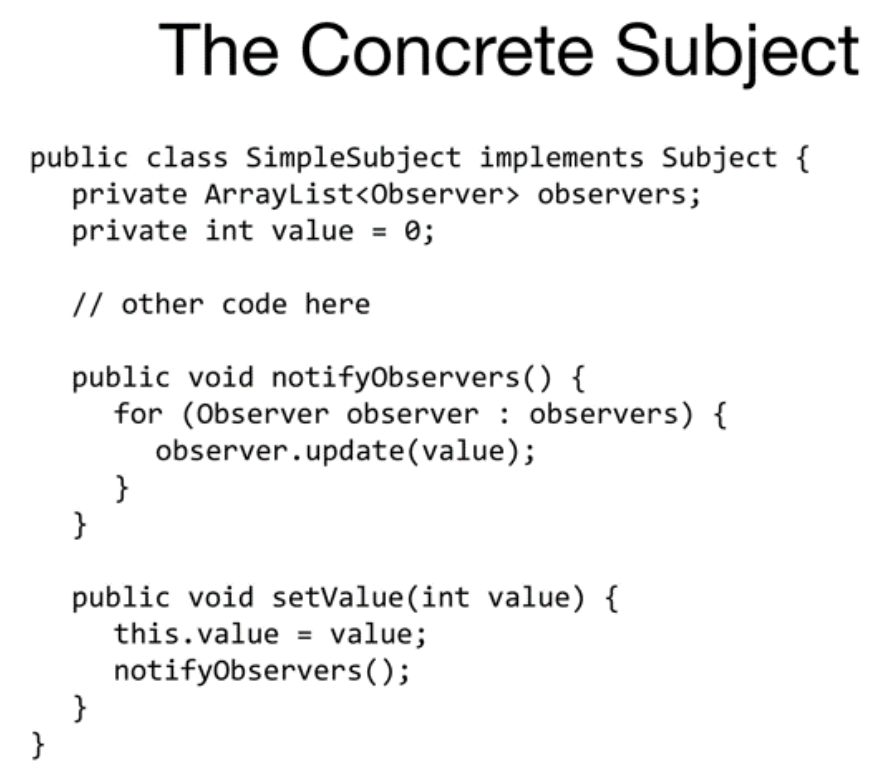 The Concrete Subject
public class SimpleSubject implements Subject {
private ArrayList<Observer> observers;
private int value = 0;
// other code here
public void notifyObservers() {
for (Observer observer : observers) {
observer.update(value);
}
}
public void setValue(int value) {
this.value = value;
notifyObservers();
}
}